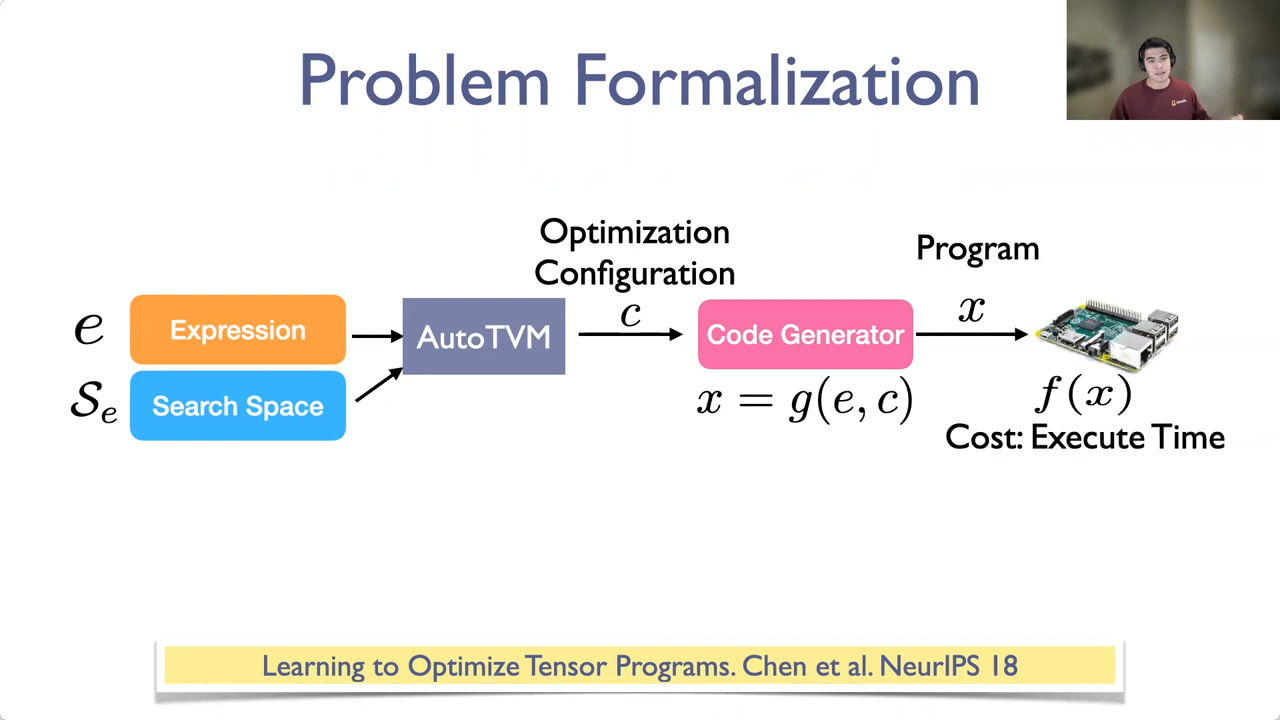 Problem Formalization
Optimization
Configuration
Program
e
Expression
AutoTVM
c
Code Generator
x
S_e
Search Space
x = g(e, c)
f(x)
Cost: Execute Time
Learning to Optimize Tensor Programs. Chen et al. NeurIPS 18